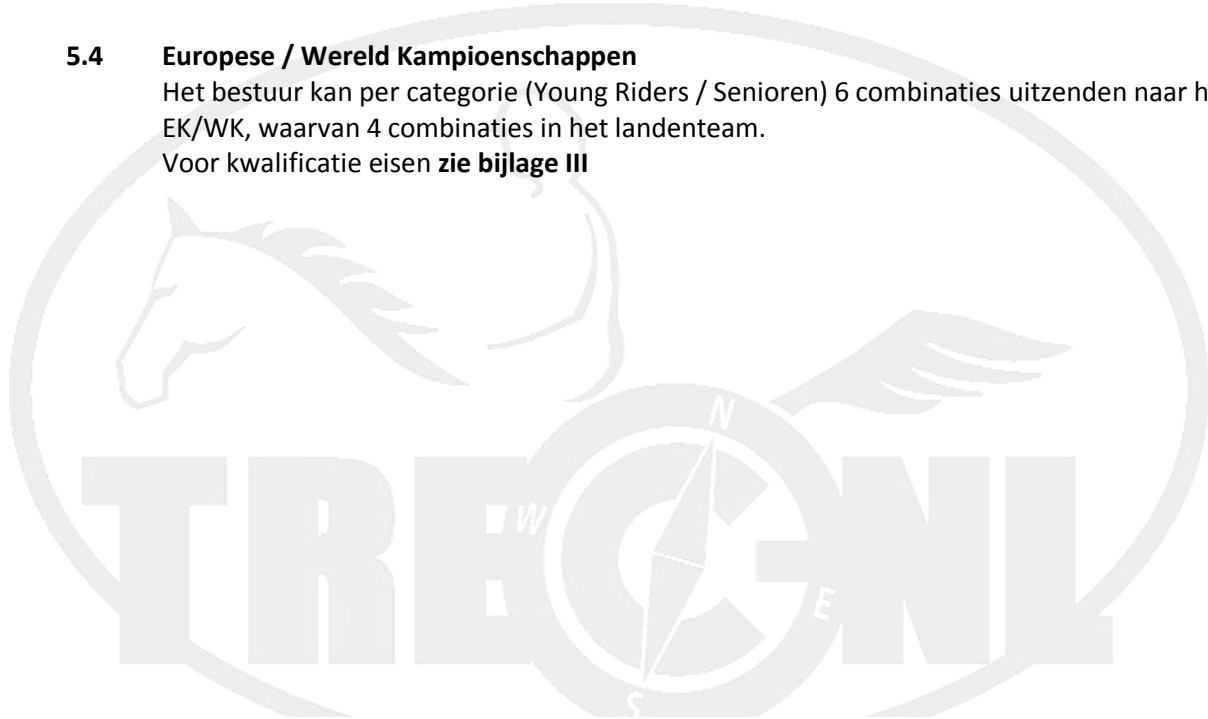 5.4 Europese / Wereld Kampioenschappen
Het bestuur kan per categorie (Young Riders / Senioren) 6 combinaties uitzenden naar h
EK/WK, waarvan 4 combinaties in het landenteam.
Voor kwalificatie eisen zie bijlage III
N
W
TREC-NL
E
S